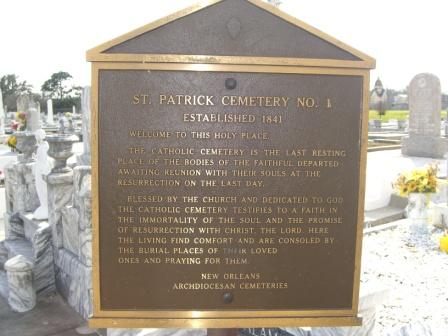 ST. PATRICK CEMETERY NO. 1
ESTABLISHED 1841
WELCOME TO THIS HOLY PLACE.
THE CATHOLIC CEMETERY IS THE LAST RESTING
PLACE OF THE BODIES OF THE FAITHFUL DEPARTED
AWAITING REUNION WITH THEIR SOULS AT THE
RESURRECTION ON THE LAST DAY.
BLESSED BY THE CHURCH AND DEDICATED TO GOD
THE CATHOLIC CEMETERY TESTIFIES TO A FAITH IN
THE IMMORTALITY OF THE SOUL AND THE PROMISE
OF RESURRECTION WITH CHRIST, THE LORD. HERE
THE LIVING FIND COMFORT AND ARE CONSOLED BY
THE BURIAL PLACES OF THEIR LOVED
ONES AND PRAYING FOR THEM.
NEW ORLEANS
ARCHDIOCESAN CEMETERIES